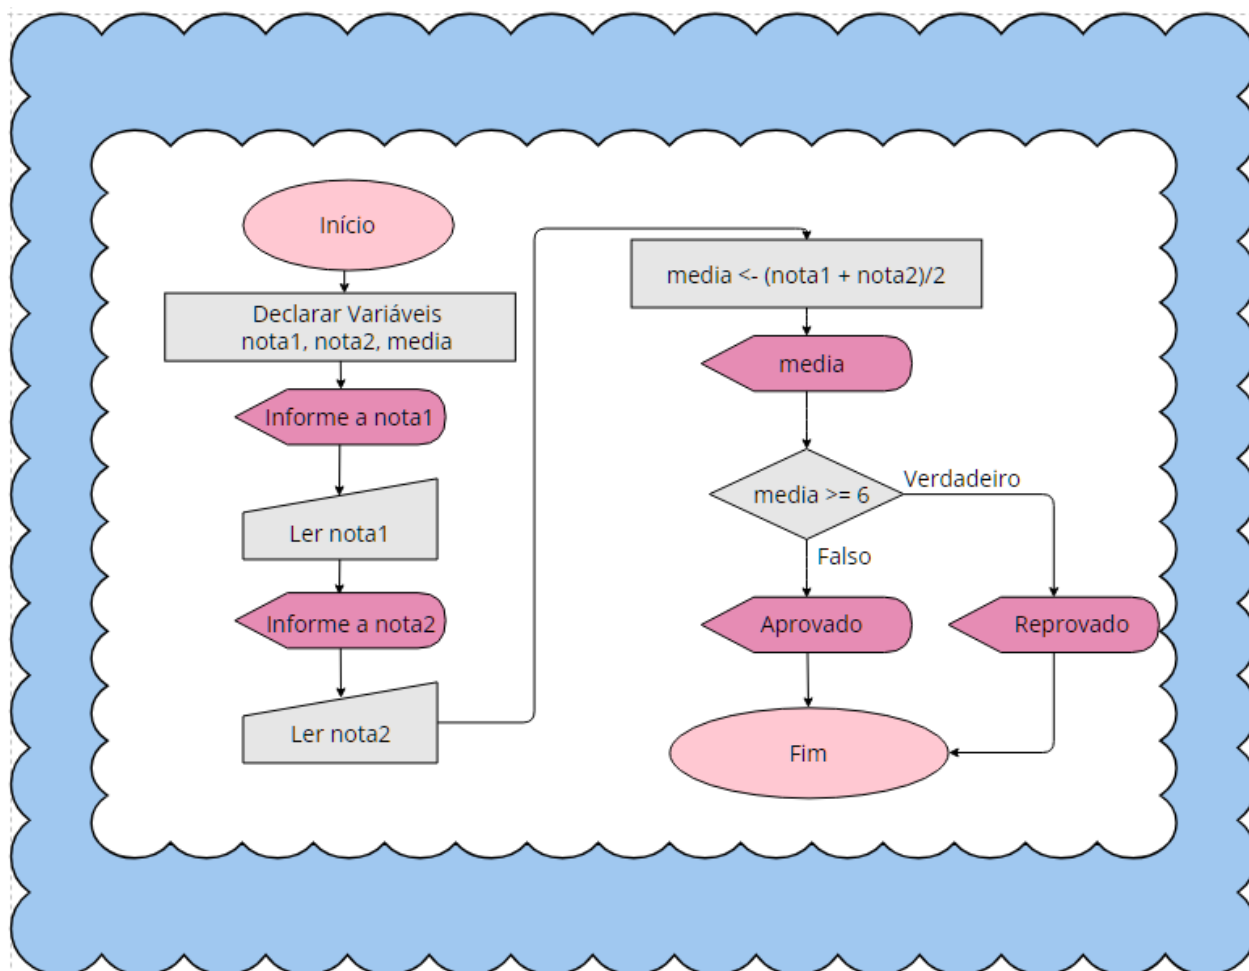 Início
Declarar Variáveis
nota1, nota2, media
Informe a nota1
Ler nota1
Informe a nota2
Ler nota2
media <- (nota1 + nota2)/2
media
media >= 6
Verdadeiro
Falso
Aprovado
Reprovado
Fim